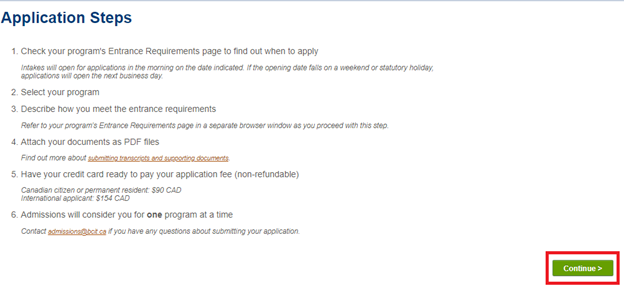 Application Steps
1. Check your program's Entrance Requirements page to find out when to apply
Intakes will open for applications in the morning on the date indicated. If the opening date falls on a weekend or statutory holiday,
applications will open the next business day.
2. Select your program
3. Describe how you meet the entrance requirements
Refer to your program's Entrance Requirements page in a separate browser window as you proceed with this step.
4. Attach your documents as PDF files
Find out more about submitting transcripts and supporting documents.
5. Have your credit card ready to pay your application fee (non-refundable)
Canadian citizen or permanent resident: $90 CAD
International applicant: $154 CAD
6. Admissions will consider you for one program at a time
Contact admissions@bcit.ca if you have any questions about submitting your application.
Continue >